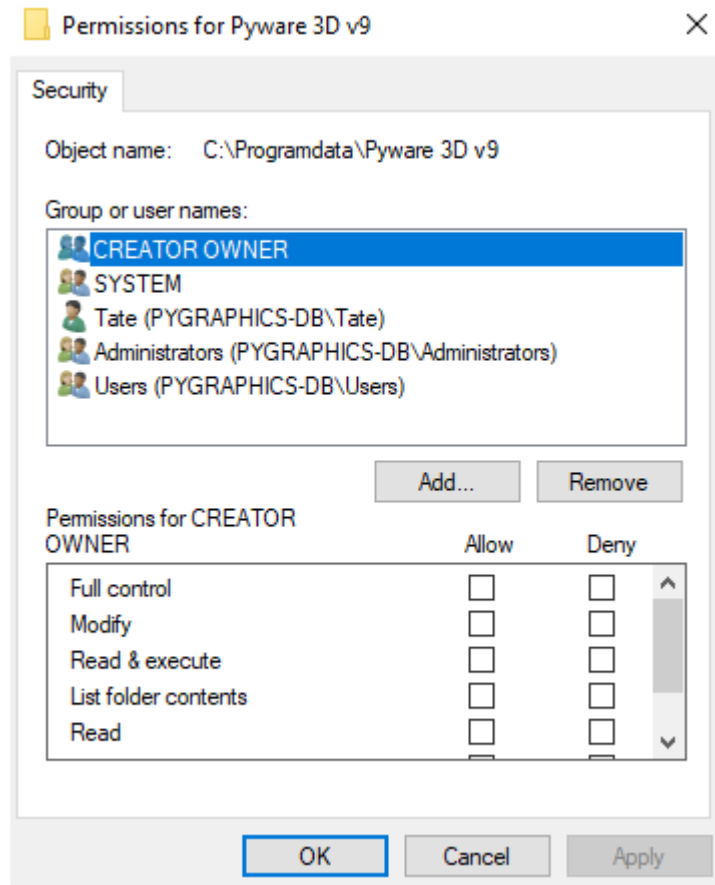 Permissions for Pyware 3D v9
Security
Object name: C:\Programdata\Pyware 3D v9
Group or user names:
CREATOR OWNER
SYSTEM
Tate (PYGRAPHICS-DB\Tate)
Administrators (PYGRAPHICS-DB\Administrators)
Users (PYGRAPHICS-DB\Users)
Add... Remove
Permissions for CREATOR
OWNER Allow Deny
Full control
Modify
Read & execute
List folder contents
Read
OK Cancel Apply